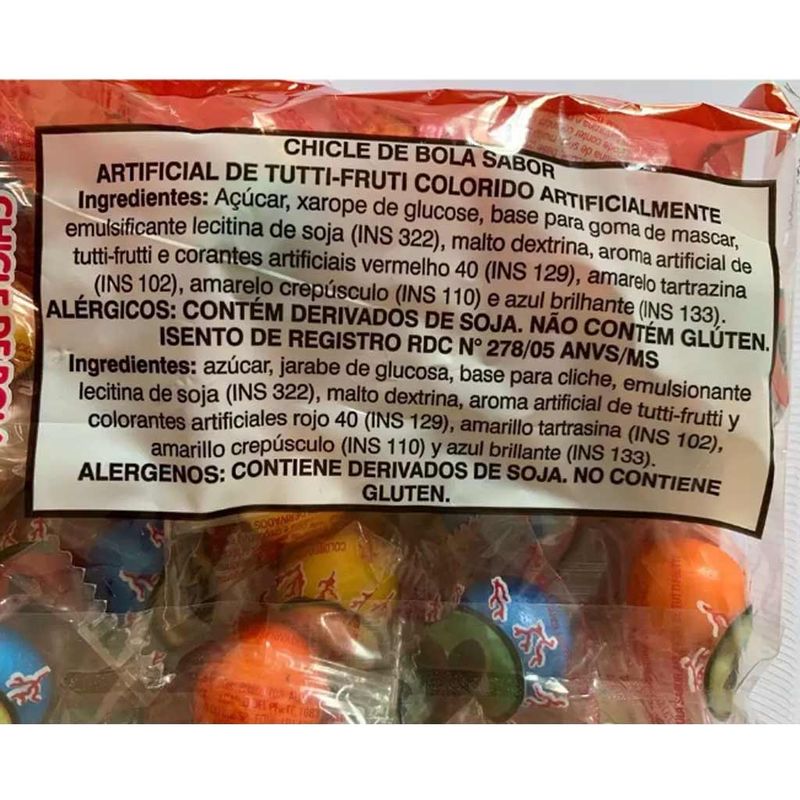 CHICLE DE BOLA SABOR
ARTIFICIAL DE TUTTI-FRUTI COLORIDO ARTIFICIALMENTE
Ingredientes: Açúcar, xarope de glucose, base para goma de mascar,
emulsificante lecitina de soja (INS 322), malto dextrina, aroma artificial de
tutti-frutti e corantes artificiais vermelho 40 (INS 129), amarelo tartrazina
(INS 102), amarelo crepúsculo (INS 110) e azul brilhante (INS 133).
ALÉRGICOS: CONTÉM DERIVADOS DE SOJA. NÃO CONTÉM GLÚTEN.
ISENTO DE REGISTRO RDC Nº 278/05 ANVS/MS
Ingredientes: azúcar, jarabe de glucosa, base para cliche, emulsionante
lecitina de soja (INS 322), malto dextrina, aroma artificial de tutti-frutti y
colorantes artificiales rojo 40 (INS 129), amarillo tartrasina (INS 102),
amarillo crepúsculo (INS 110) y azul brillante (INS 133).
ALERGENOS: CONTIENE DERIVADOS DE SOJA. NO CONTIENE
GLUTEN.
CHICLE DE BOLA